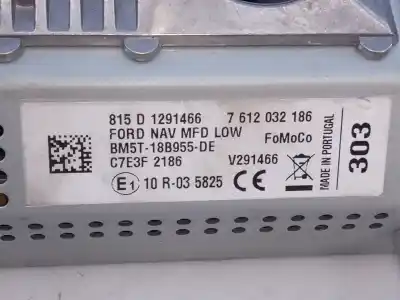 815 D 1291466 7 612 032 186
FORD NAV MFD LOW FoMoCo
BM5T-18B955-DE
C7E3F 2186 V291466
E1 10 R-03 5825 CE
MADE IN PORTUGAL
303